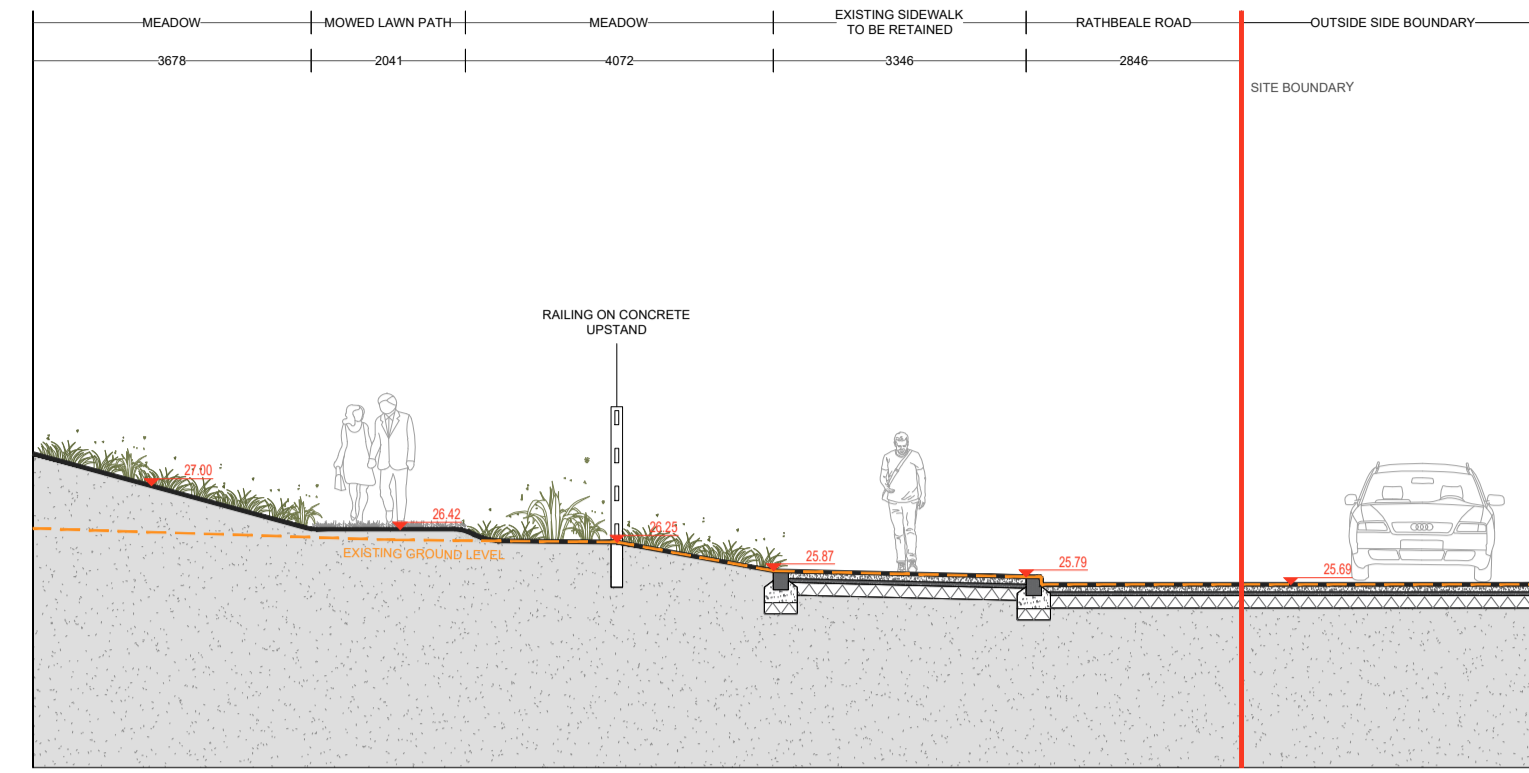 MEADOW
MOWED LAWN PATH
MEADOW
EXISTING SIDEWALK
TO BE RETAINED
RATHBEALE ROAD
OUTSIDE SIDE BOUNDARY
3678
2041
4072
3346
2846
SITE BOUNDARY
RAILING ON CONCRETE
UPSTAND
27.00
26.42
26.25
25.87
25.79
25.69
EXISTING GROUND LEVEL